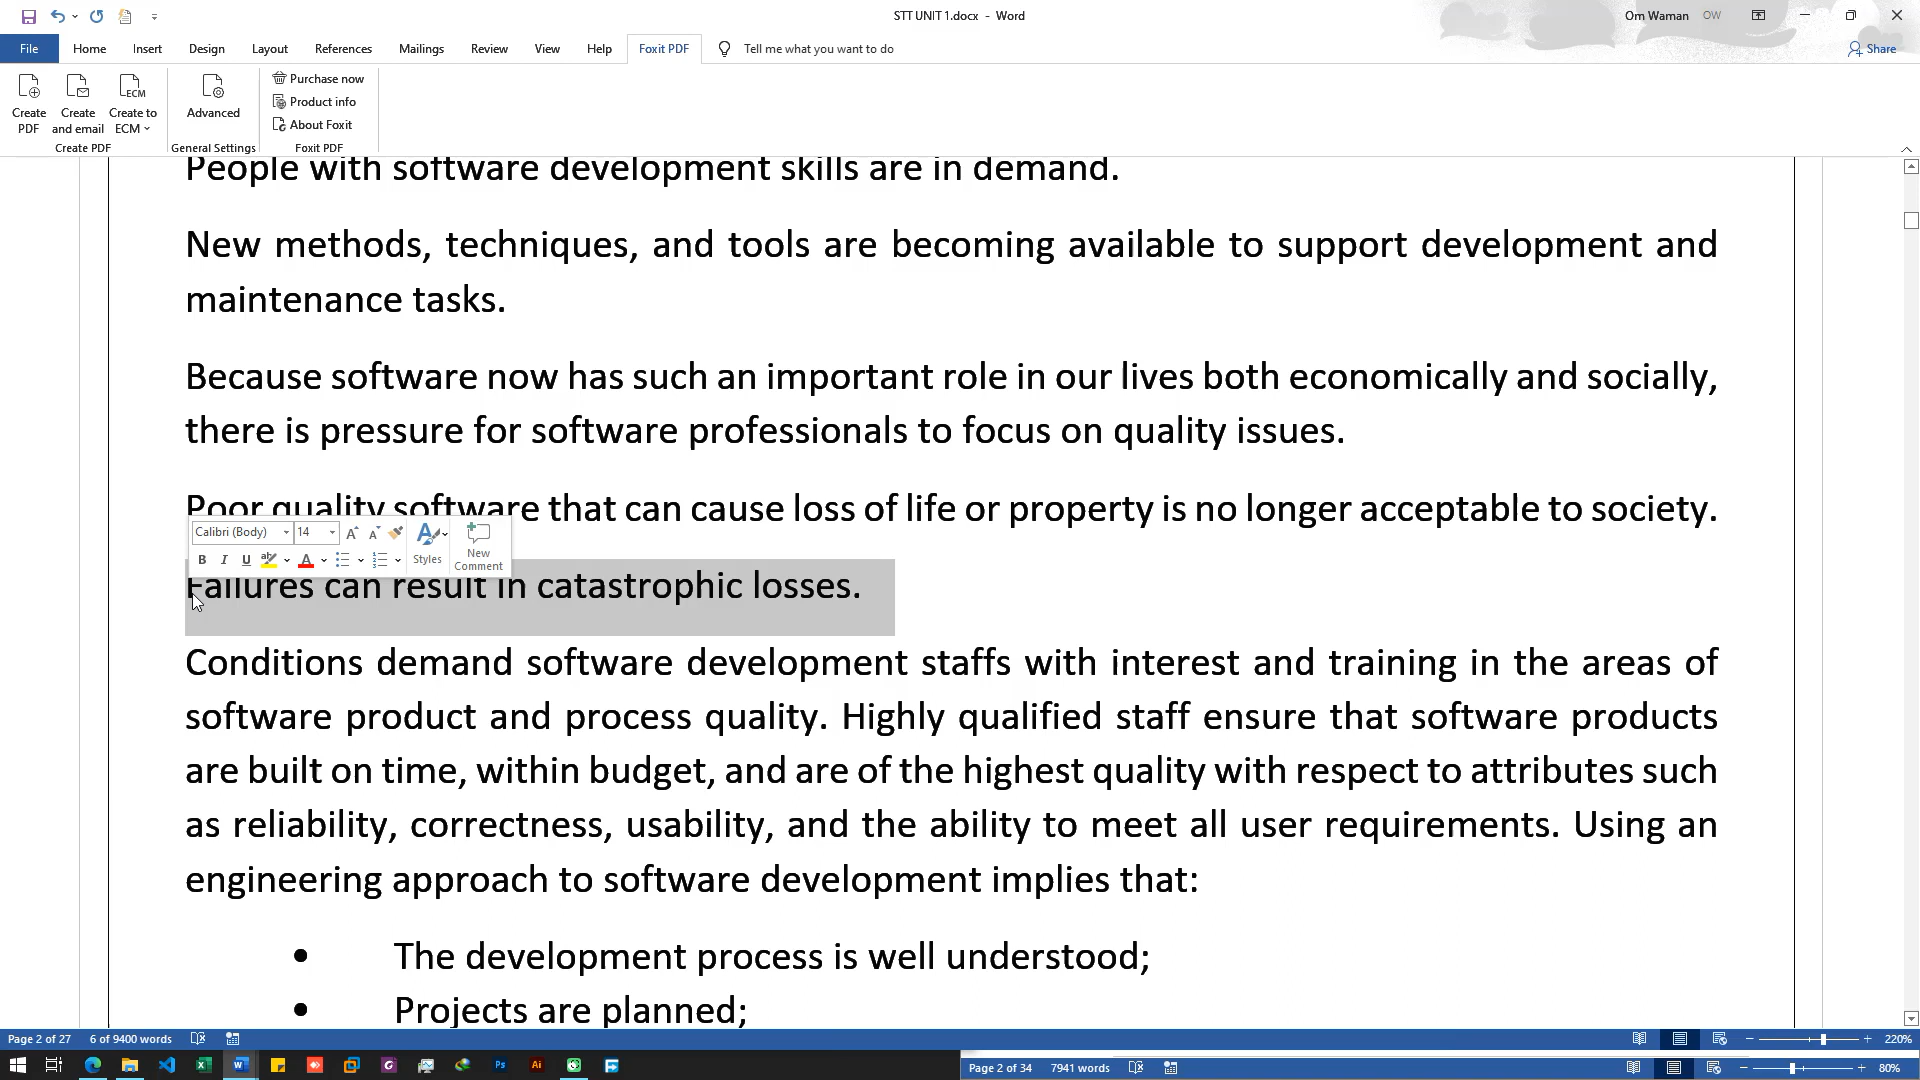 STT UNIT 1.docx - Word
Om Waman OW
File Home Insert Design Layout References Mailings Review View Help Foxit PDF Tell me what you want to do Share
Create PDF
Create and email
Create to ECM
Create PDF
Advanced
General Settings
Purchase now
Product info
About Foxit
Foxit PDF
People with software development skills are in demand.
New methods, techniques, and tools are becoming available to support development and
maintenance tasks.
Because software now has such an important role in our lives both economically and socially,
there is pressure for software professionals to focus on quality issues.
Poor quality software that can cause loss of life or property is no longer acceptable to society.
Calibri (Body) 14
B I U Styles
New
Comment
Failures can result in catastrophic losses.
Conditions demand software development staffs with interest and training in the areas of
software product and process quality. Highly qualified staff ensure that software products
are built on time, within budget, and are of the highest quality with respect to attributes such
as reliability, correctness, usability, and the ability to meet all user requirements. Using an
engineering approach to software development implies that:
• The development process is well understood;
• Projects are planned;
Page 2 of 27 6 of 9400 words 220%
Page 2 of 34 7941 words 80%